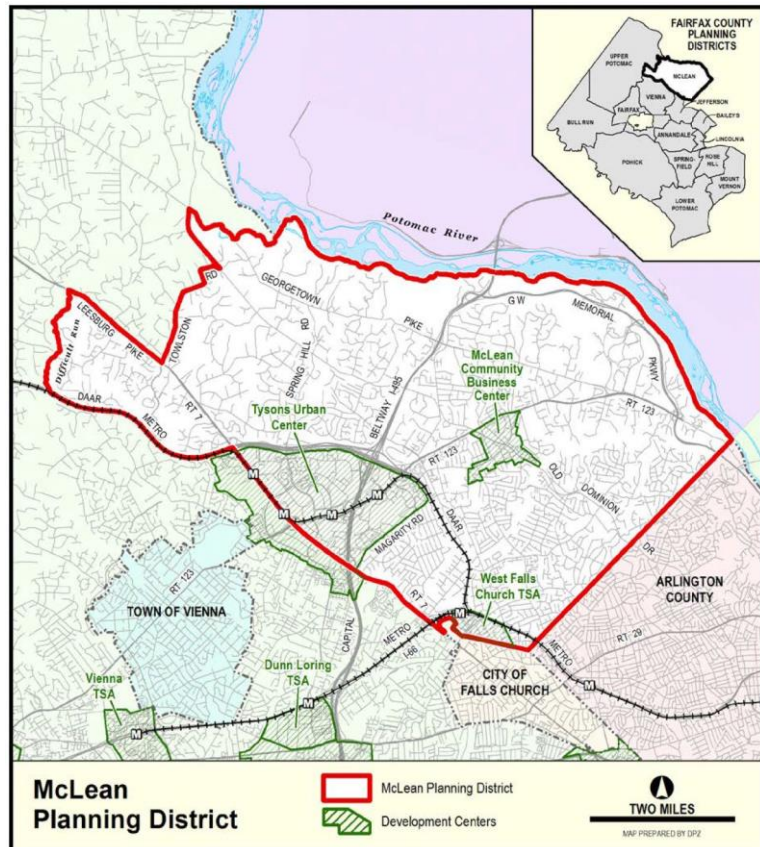 FAIRFAX COUNTY
PLANNING
DISTRICTS
UPPER
POTOMAC
MCLEAN
VIENNA
JEFFERSON
FAIRFAX
BAILEYS
BULL RUN
ANNANDALE
LINCOLNIA
POHICK
SPRING-
FIELD
ROSE
HILL
MOUNT
VERNON
LOWER
POTOMAC
Potomac River
GEORGETOWN
PIKE
G W
MEMORIAL
PKWY
TOWLSTON
RD
LEESBURG
PIKE
Difficult Run
SPRING HILL RD
RT 7
DAAR
METRO
BELTWAY I-495
McLean
Community
Business
Center
RT. 123
Tysons Urban
Center
M
RT. 123
M
M
M
OLD
DOMINION
DR
MAGARITY RD
DAAR
RT. 123
TOWN OF VIENNA
CAPITAL
RT 7
West Falls
Church TSA
M
ARLINGTON
COUNTY
RT. 29
METRO
I-66
METRO
M
CITY OF
FALLS CHURCH
Vienna
TSA
M
Dunn Loring
TSA
M
McLean
Planning District
McLean Planning District
Development Centers
TWO MILES
MAP PREPARED BY DPZ